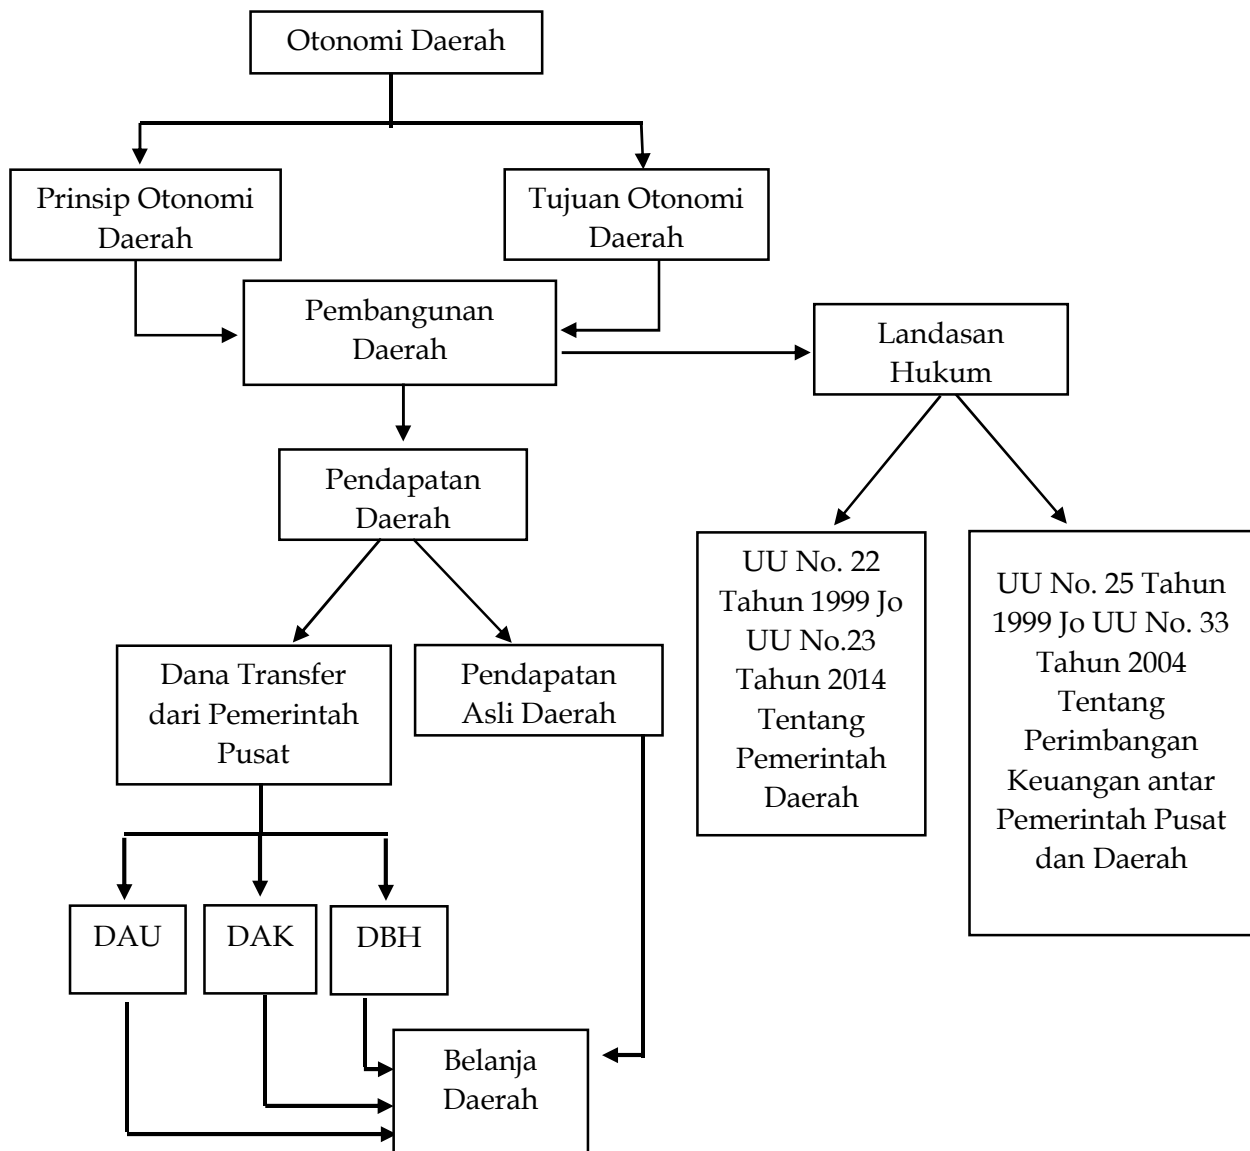 Otonomi Daerah
Prinsip Otonomi
Daerah
Tujuan Otonomi
Daerah
Pembangunan
Daerah
Landasan
Hukum
Pendapatan
Daerah
UU No. 22
Tahun 1999 Jo
UU No.23
Tahun 2014
Tentang
Pemerintah
Daerah
UU No. 25 Tahun
1999 Jo UU No. 33
Tahun 2004
Tentang
Perimbangan
Keuangan antar
Pemerintah Pusat
dan Daerah
Dana Transfer
dari Pemerintah
Pusat
Pendapatan
Asli Daerah
DAU
DAK
DBH
Belanja
Daerah